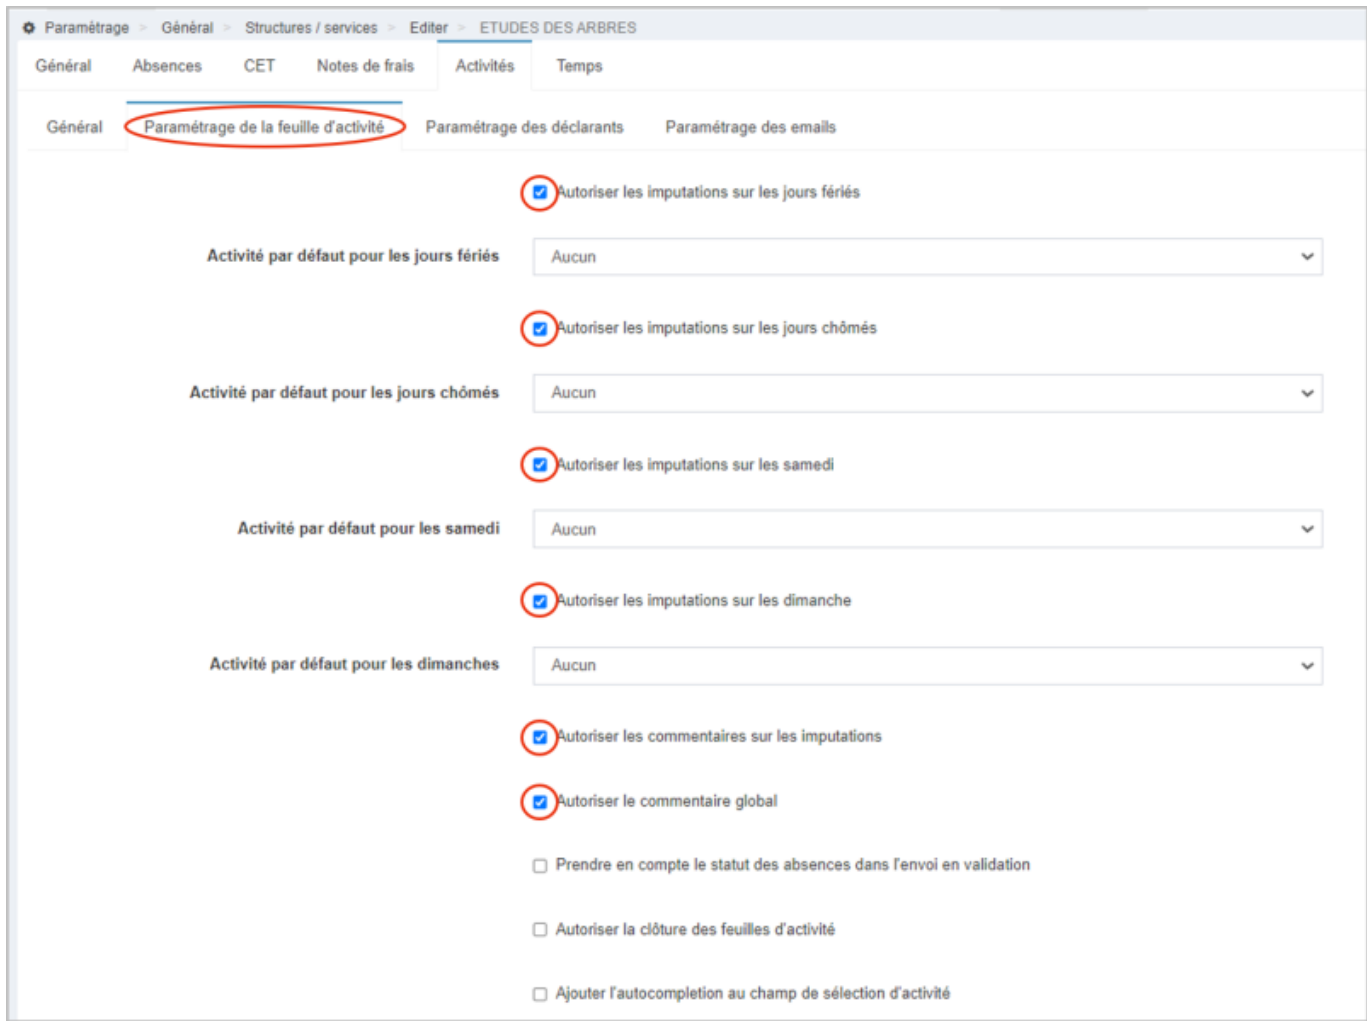 Paramétrage > Général > Structures / services > Editer > ETUDES DES ARBRES
Général Absences CET Notes de frais Activités Temps
Général Paramétrage de la feuille d'activité Paramétrage des déclarants Paramétrage des emails
Autoriser les imputations sur les jours fériés
Activité par défaut pour les jours fériés Aucun
Autoriser les imputations sur les jours chômés
Activité par défaut pour les jours chômés Aucun
Autoriser les imputations sur les samedi
Activité par défaut pour les samedi Aucun
Autoriser les imputations sur les dimanche
Activité par défaut pour les dimanches Aucun
Autoriser les commentaires sur les imputations
Autoriser le commentaire global
Prendre en compte le statut des absences dans l'envoi en validation
Autoriser la clôture des feuilles d'activité
Ajouter l'autocompletion au champ de sélection d'activité